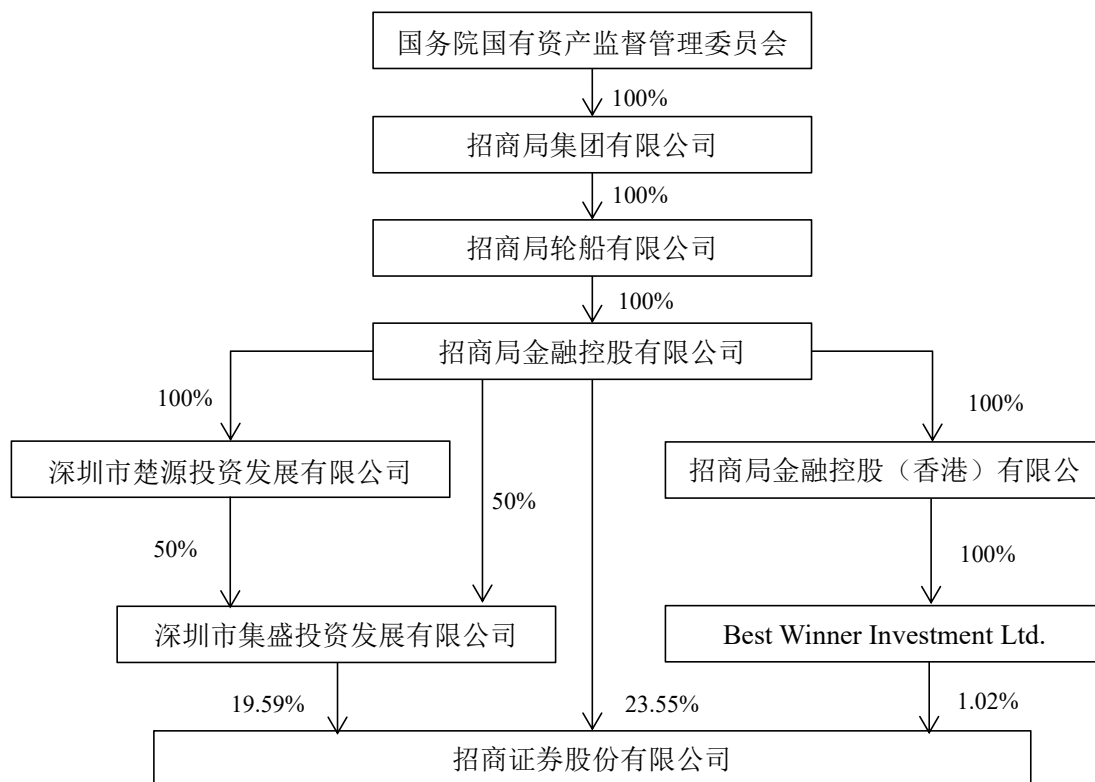 国务院国有资产监督管理委员会
100%
招商局集团有限公司
100%
招商局轮船有限公司
100%
招商局金融控股有限公司
100%
100%
深圳市楚源投资发展有限公司
招商局金融控股（香港）有限公
50%
50%
100%
深圳市集盛投资发展有限公司
Best Winner Investment Ltd.
19.59%
23.55%
1.02%
招商证券股份有限公司